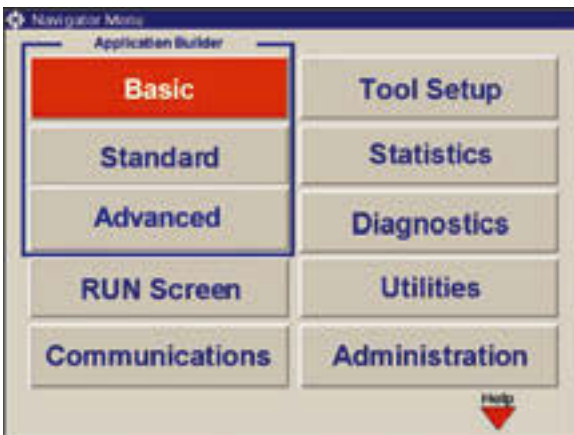 Navigator Menu
Application Builder
Basic
Tool Setup
Standard
Statistics
Advanced
Diagnostics
RUN Screen
Utilities
Communications
Administration
Help